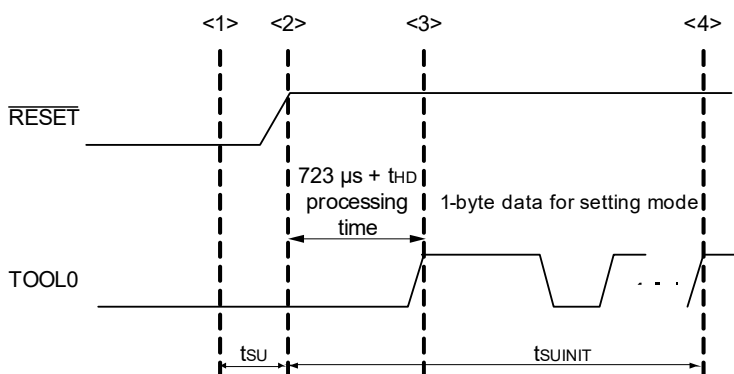 <1> <2> <3> <4>
RESET
723 µs + tHD
processing
time
1-byte data for setting mode
TOOL0
tSU
tSUINIT